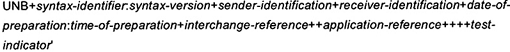 UNB+syntax-identifier:syntax-version+sender-identification+receiver-identification+date-of-
preparation:time-of-preparation+interchange-reference++application-reference++++test-
indicator'